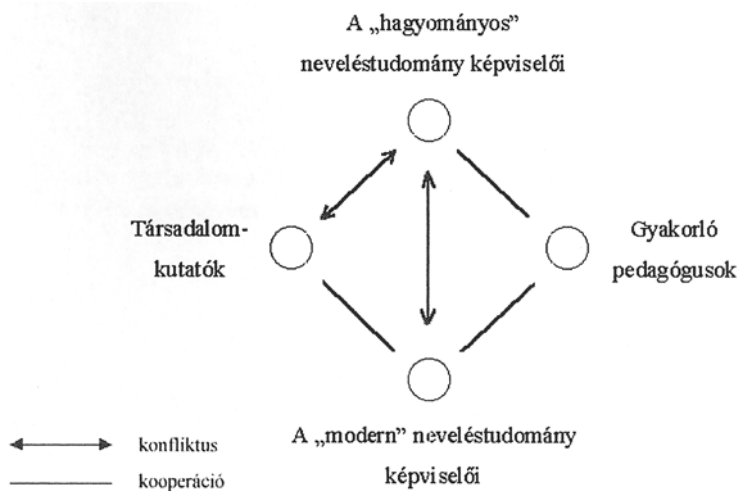 A „hagyományos”
neveléstudomány képviselői
Társadalom-
kutatók
Gyakorló
pedagógusok
A „modern” neveléstudomány
képviselői
konfliktus
kooperáció